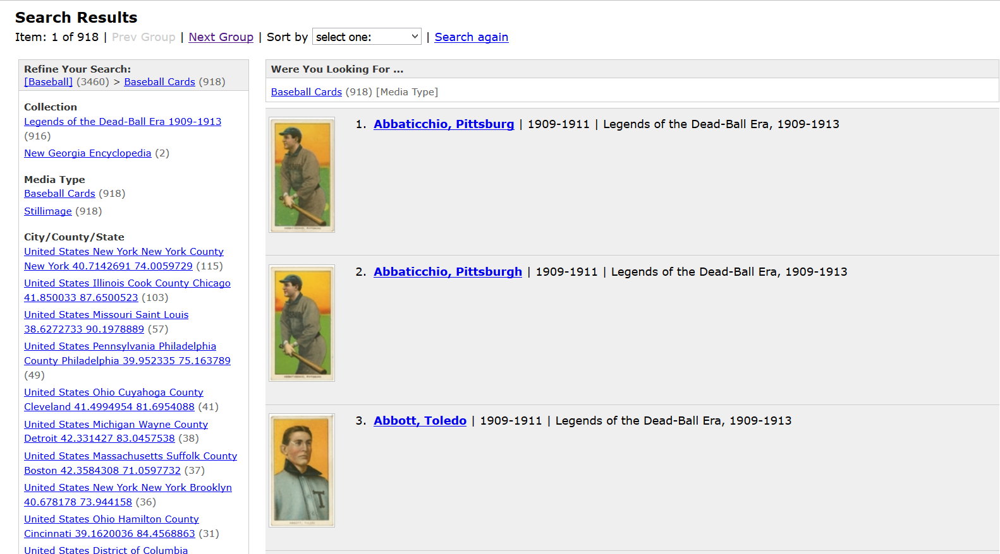 Search Results
Item: 1 of 918 | Prev Group | Next Group | Sort by select one: | Search again
Refine Your Search:
[Baseball] (3460) > Baseball Cards (918)
Collection
Legends of the Dead-Ball Era 1909-1913
(916)
New Georgia Encyclopedia (2)
Media Type
Baseball Cards (918)
Stillimage (918)
City/County/State
United States New York New York County
New York 40.7142691 74.0059729 (115)
United States Illinois Cook County Chicago
41.850033 87.6500523 (103)
United States Missouri Saint Louis
38.6272733 90.1978889 (57)
United States Pennsylvania Philadelphia
County Philadelphia 39.952335 75.163789
(49)
United States Ohio Cuyahoga County
Cleveland 41.4994954 81.6954088 (41)
United States Michigan Wayne County
Detroit 42.331427 83.0457538 (38)
United States Massachusetts Suffolk County
Boston 42.3584308 71.0597732 (37)
United States New York New York Brooklyn
40.678178 73.944158 (36)
United States Ohio Hamilton County
Cincinnati 39.1620036 84.4568863 (31)
United States District of Columbia
Were You Looking For ...
Baseball Cards (918) [Media Type]
1. Abbaticchio, Pittsburg | 1909-1911 | Legends of the Dead-Ball Era, 1909-1913
2. Abbaticchio, Pittsburgh | 1909-1911 | Legends of the Dead-Ball Era, 1909-1913
3. Abbott, Toledo | 1909-1911 | Legends of the Dead-Ball Era, 1909-1913
T
ABBOTT, TOLEDO